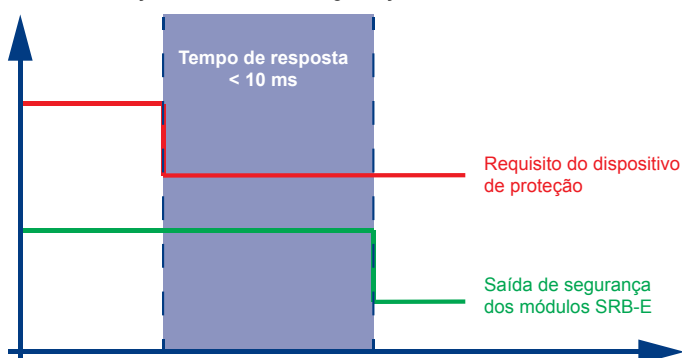 Tempo de resposta
< 10 ms
Requisito do dispositivo
de proteção
Saída de segurança
dos módulos SRB-E